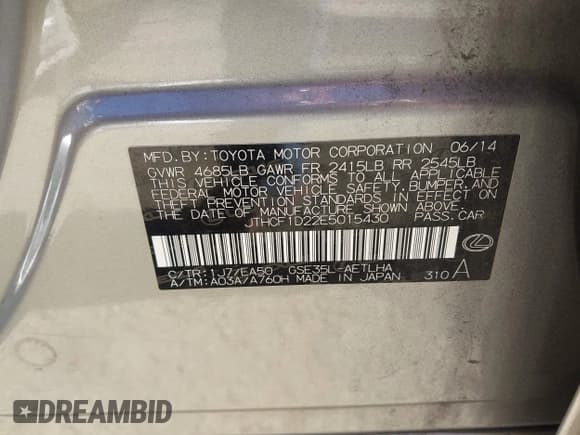 MFD.BY:TOYOTA MOTOR CORPORATION 06/14
GVWR 4685LB GAWR FR 2415LB RR 2545LB
THIS VEHICLE CONFORMS TO ALL APPLICABLE
FEDERAL MOTOR VEHICLE SAFETY,BUMPER,AND
THEFT PREVENTION STANDARDS IN EFFECT ON
THE DATE OF MANUFACTURE SHOWN ABOVE.
JTHCF1D22E5015430 PASS.CAR
C/TR:1J7/EA50 GSE35L-AETLHA
A/TM:A03A/A760H MADE IN JAPAN 310A
DREAMBID